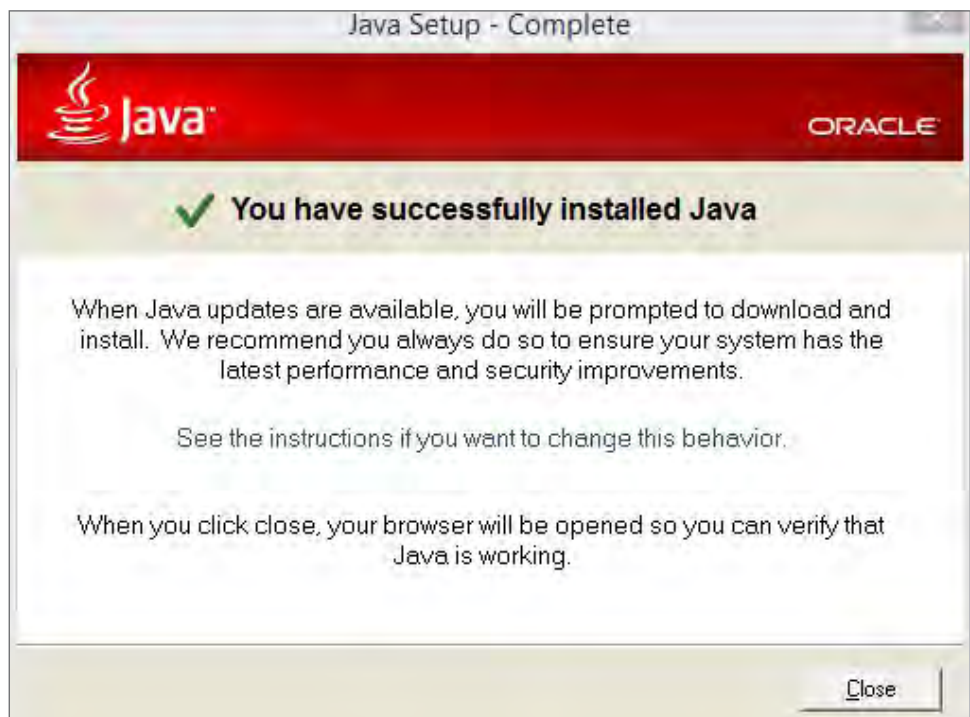 Java Setup - Complete
Java™
ORACLE
You have successfully installed Java
When Java updates are available, you will be prompted to download and
install. We recommend you always do so to ensure your system has the
latest performance and security improvements.
See the instructions if you want to change this behavior.
When you click close, your browser will be opened so you can verify that
Java is working.
Close